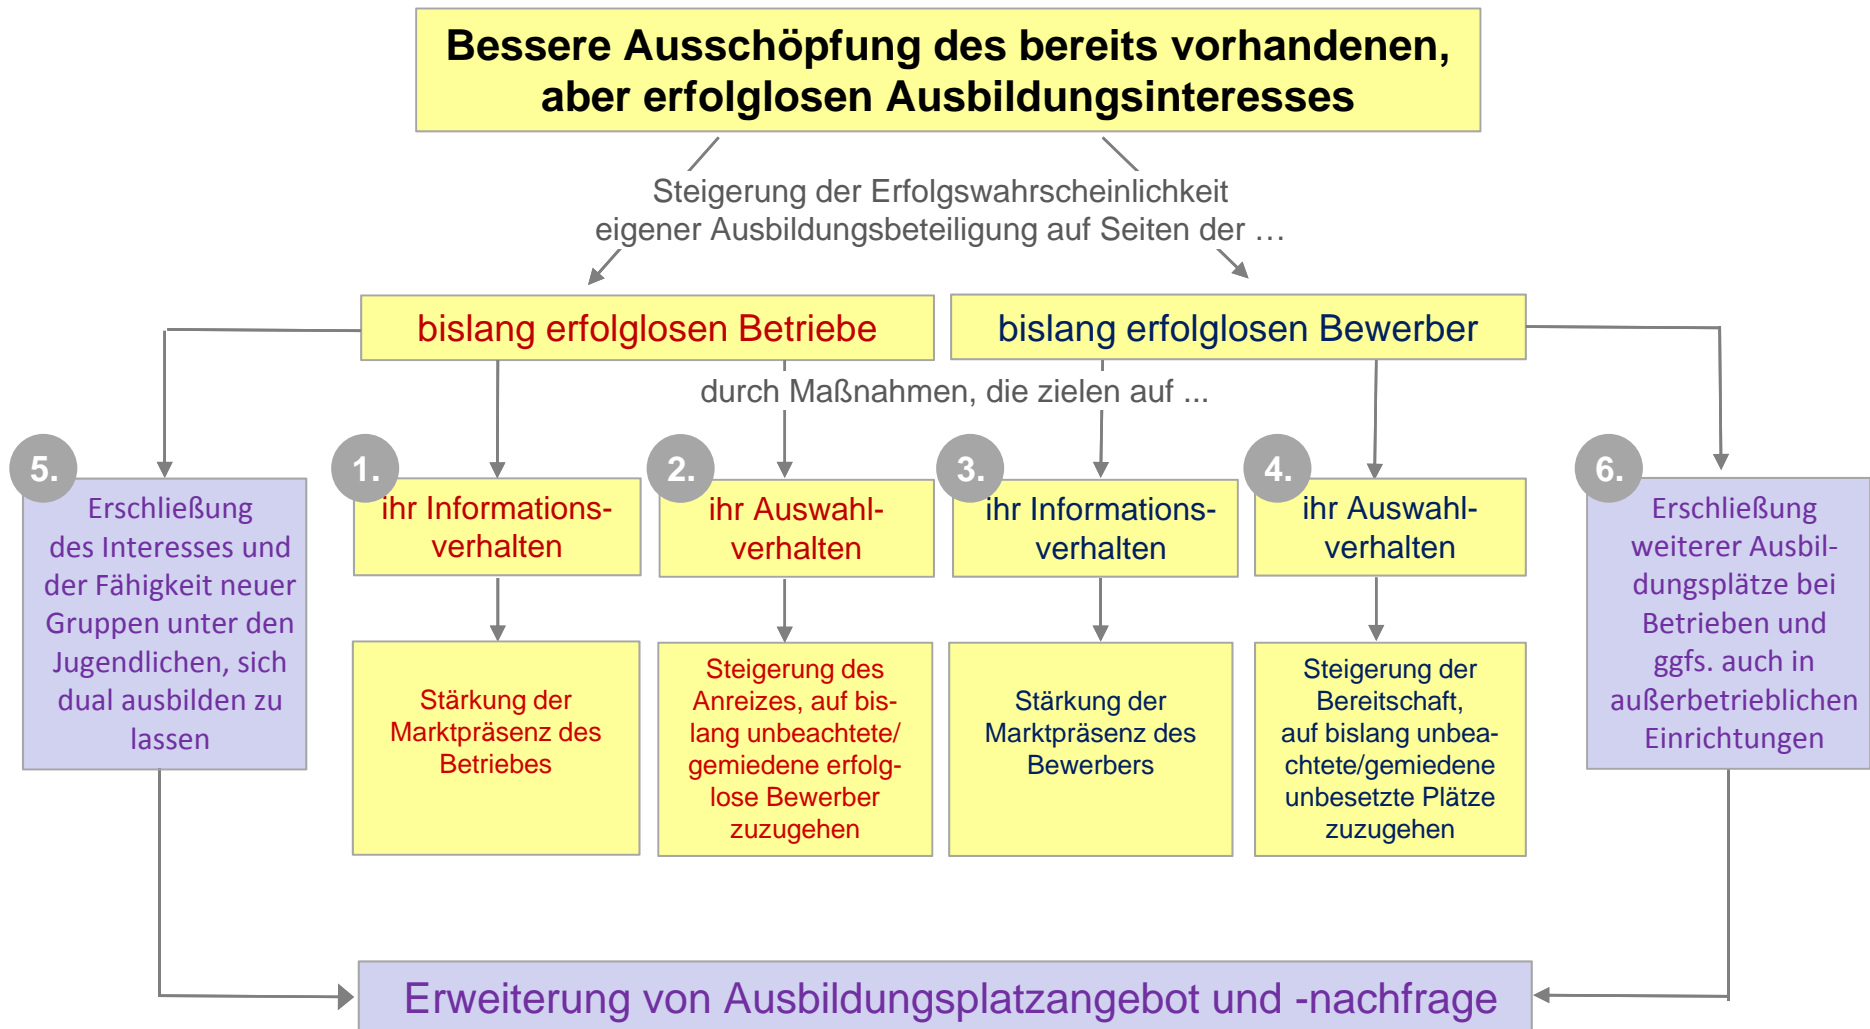 Bessere Ausschöpfung des bereits vorhandenen,
aber erfolglosen Ausbildungsinteresses
Steigerung der Erfolgswahrscheinlichkeit
eigener Ausbildungsbeteiligung auf Seiten der …
bislang erfolglosen Betriebe
bislang erfolglosen Bewerber
durch Maßnahmen, die zielen auf ...
5.
Erschließung
des Interesses und
der Fähigkeit neuer
Gruppen unter den
Jugendlichen, sich
dual ausbilden zu
lassen
1.
ihr Informations-
verhalten
Stärkung der
Marktpräsenz des
Betriebes
2.
ihr Auswahl-
verhalten
Steigerung des
Anreizes, auf bis-
lang unbeachtete/
gemiedene erfolg-
lose Bewerber
zuzugehen
3.
ihr Informations-
verhalten
Stärkung der
Marktpräsenz des
Bewerbers
4.
ihr Auswahl-
verhalten
Steigerung der
Bereitschaft,
auf bislang unbea-
chtete/gemiedene
unbesetzte Plätze
zuzugehen
6.
Erschließung
weiterer Ausbil-
dungsplätze bei
Betrieben und
ggfs. auch in
außerbetrieblichen
Einrichtungen
Erweiterung von Ausbildungsplatzangebot und -nachfrage